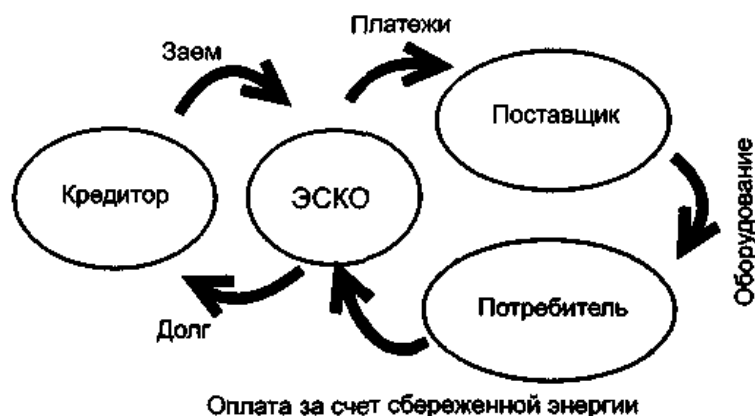 Заем
Платежи
Поставщик
Кредитор
ЭСКО
Оборудование
Потребитель
Долг
Оплата за счет сбереженной энергии